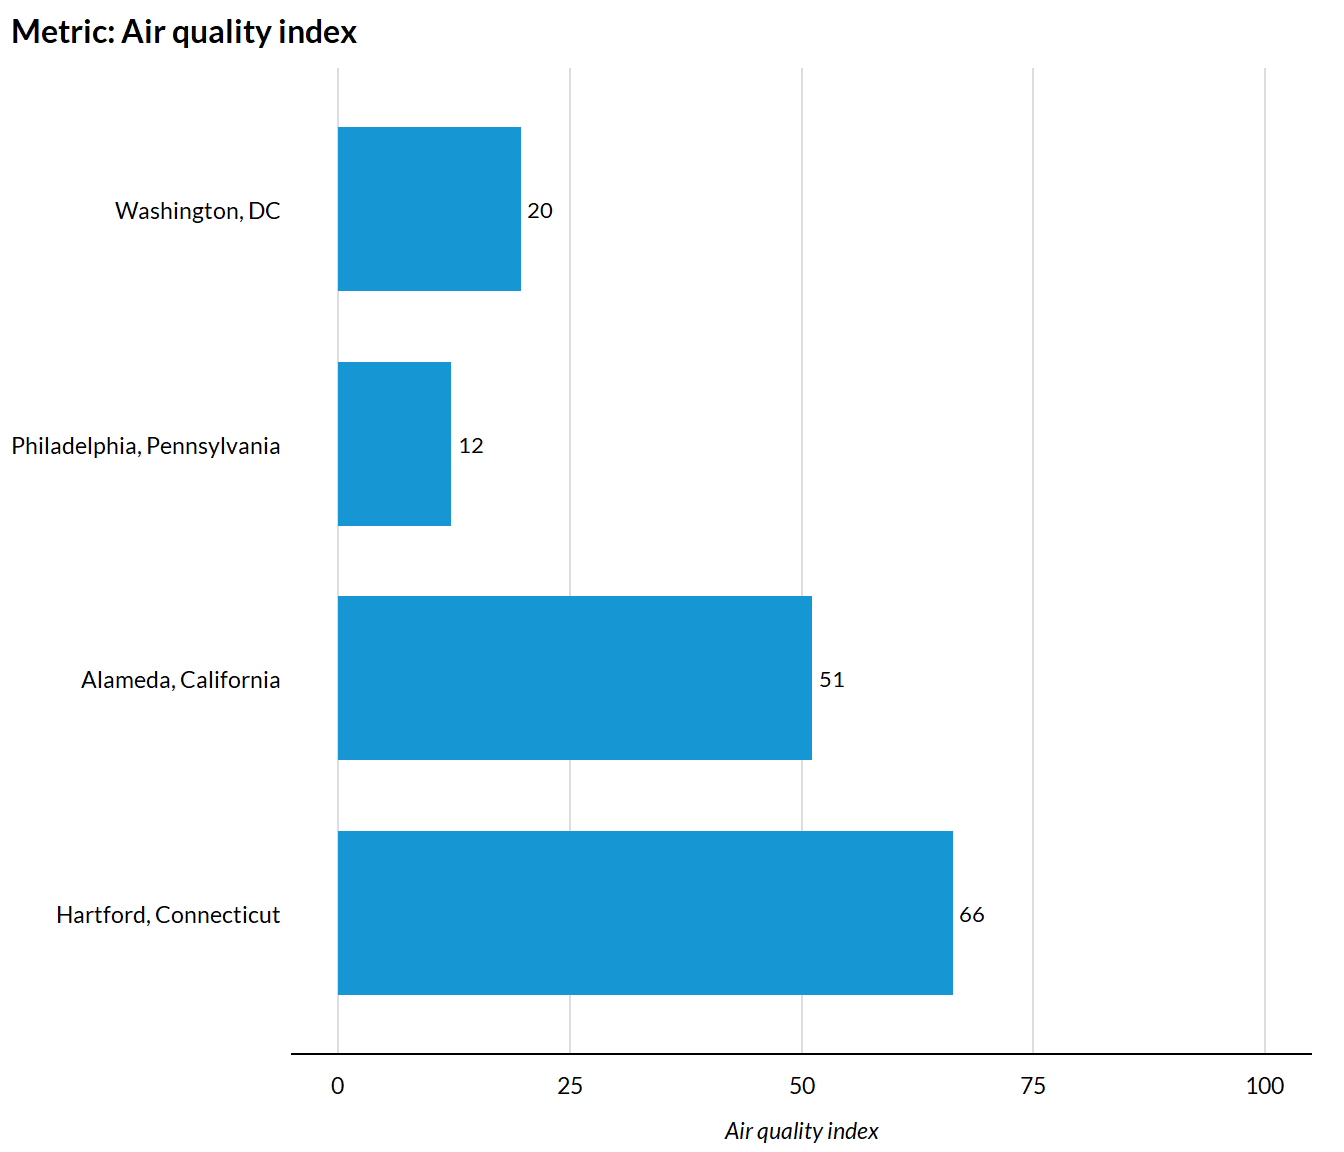 Metric: Air quality index
Washington, DC
20
Philadelphia, Pennsylvania
12
Alameda, California
51
Hartford, Connecticut
66
0 25 50 75 100
Air quality index